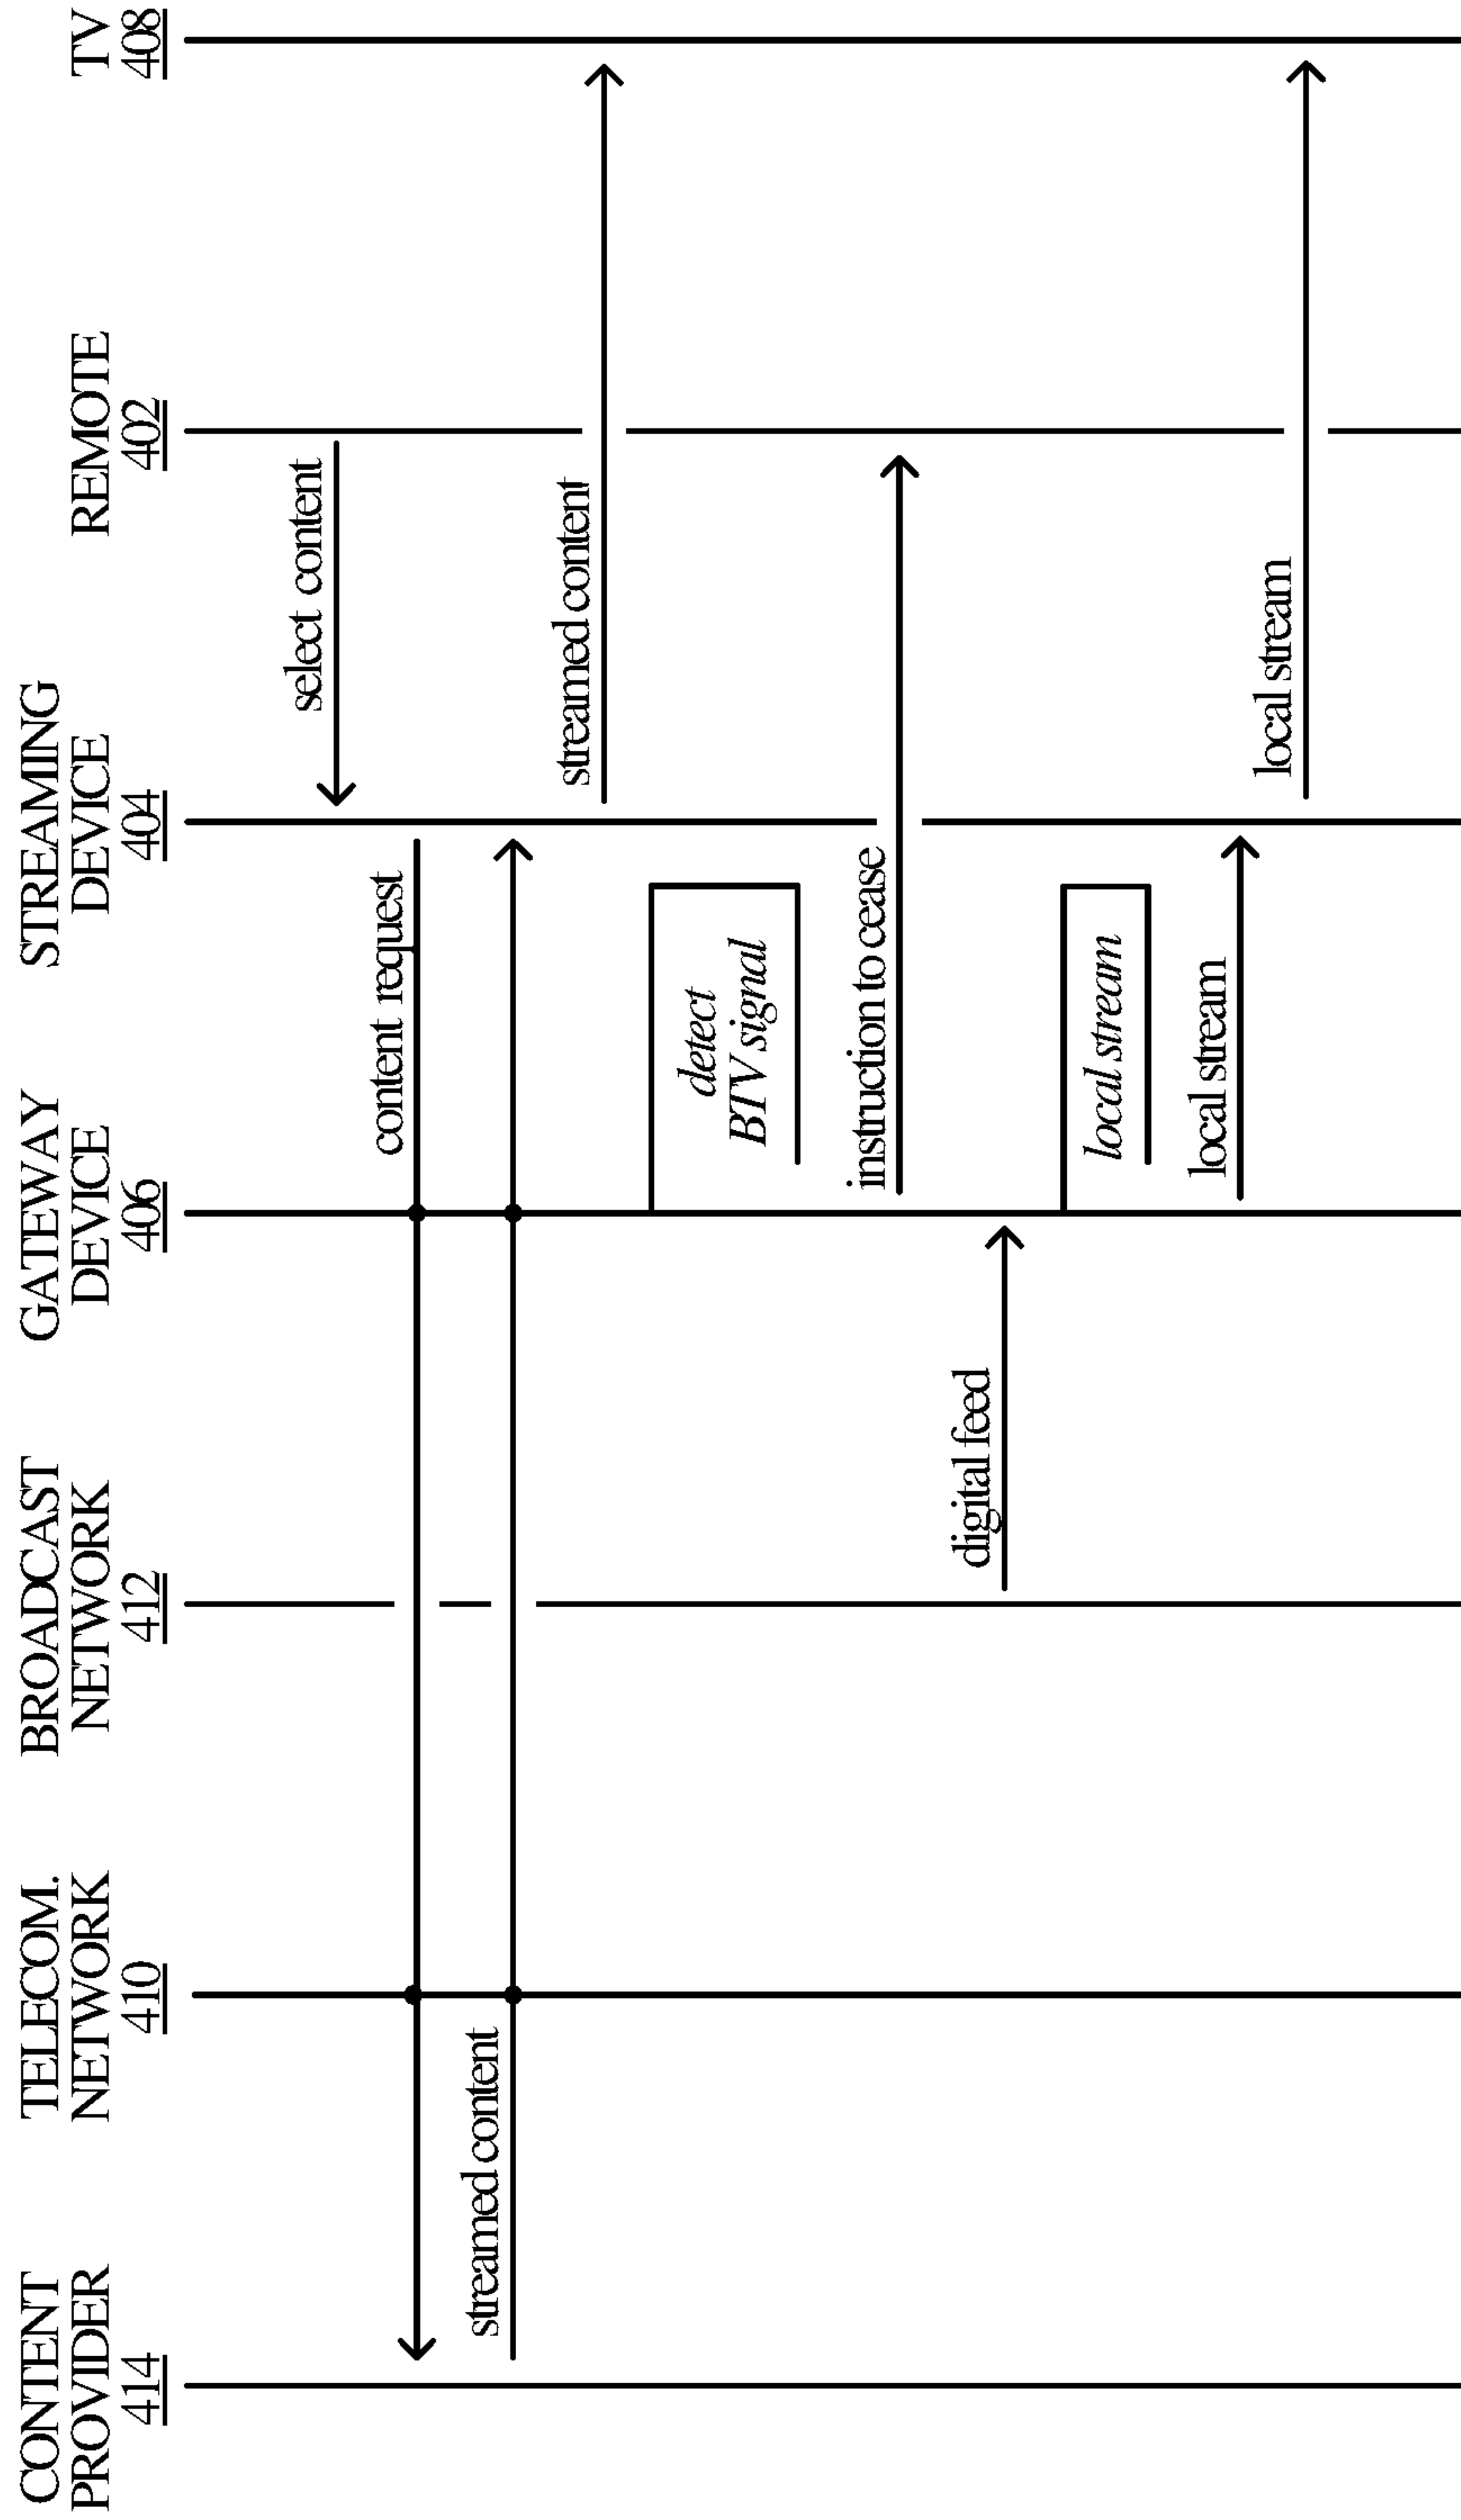 CONTENT
PROVIDER
414
TELECOM.
NETWORK
410
BROADCAST
NETWORK
412
GATEWAY
DEVICE
406
STREAMING
DEVICE
404
REMOTE
402
TV
408
select content
content request
streamed content
streamed content
detect
BTV signal
instruction to cease
digital feed
local stream
local stream
local stream